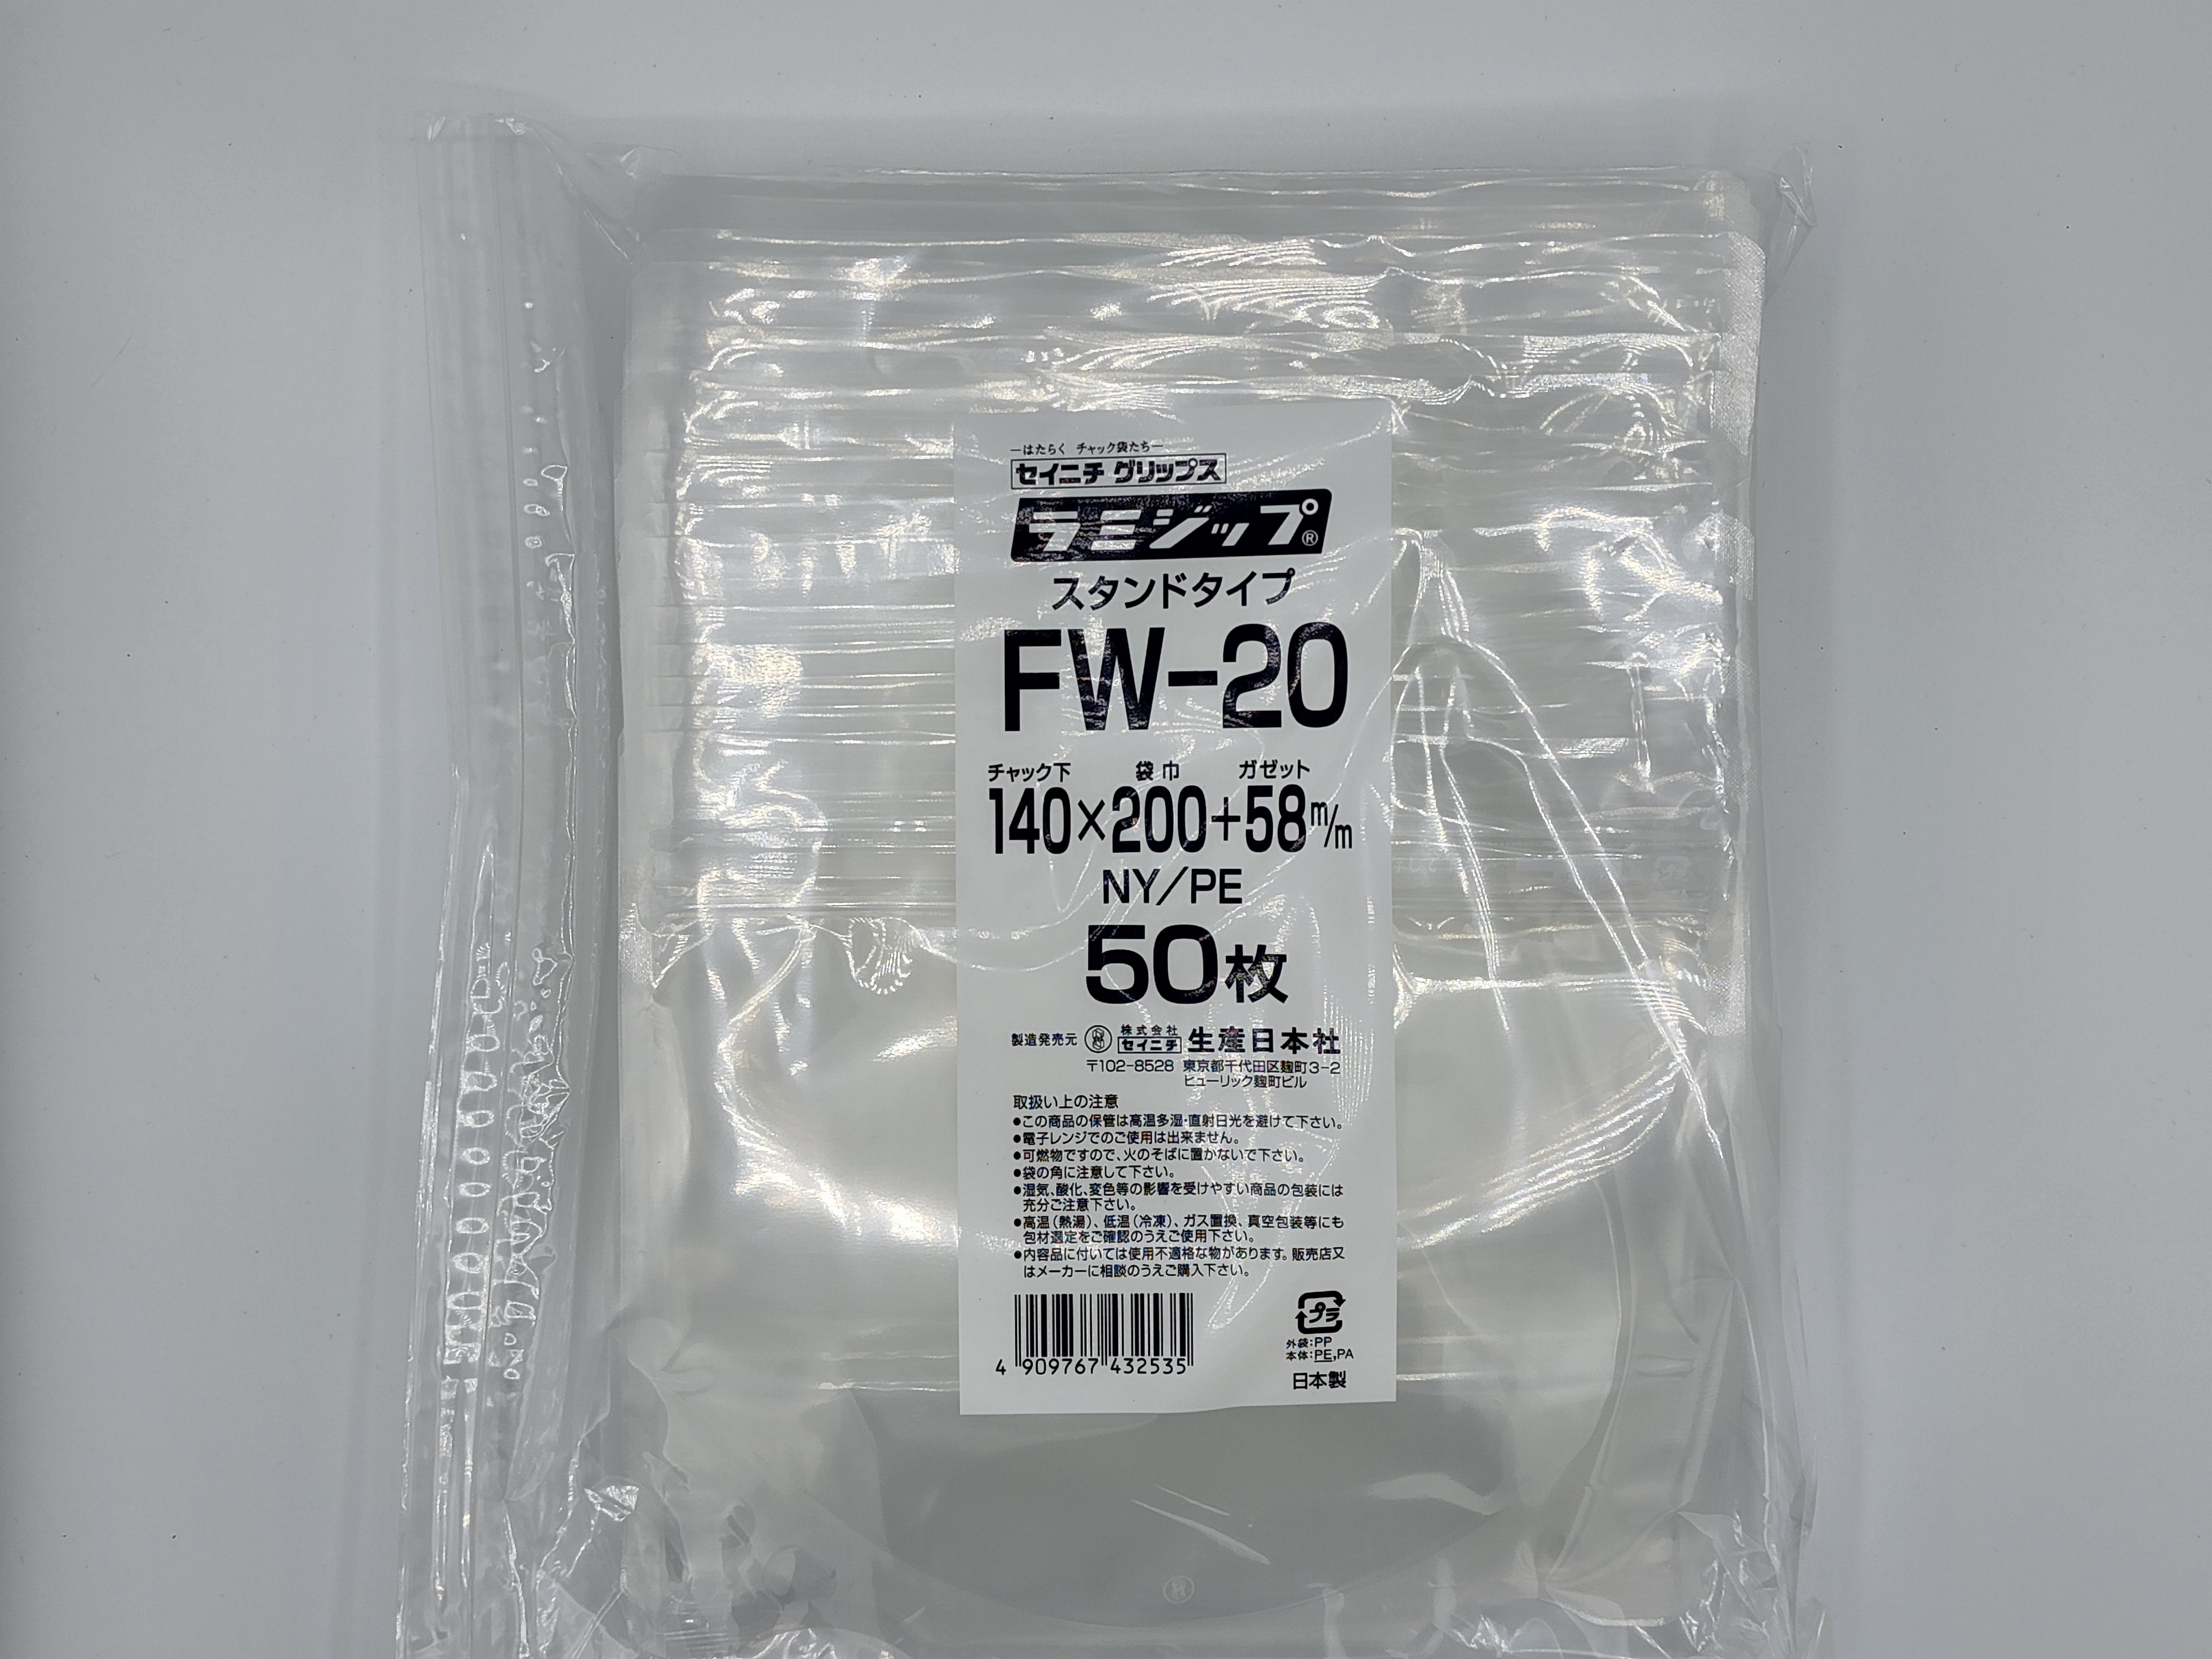 —はたらく チャック袋たち—
セイニチ グリップス
ラミジップ®
スタンドタイプ
FW-20
チャック下 袋巾 ガゼット
140×200+58m/m
NY/PE
50枚
製造発売元 株式会社 セイニチ 生産日本社
〒102-8528 東京都千代田区麹町3-2
ヒューリック麹町ビル
取扱い上の注意
●この商品の保管は高温多湿・直射日光を避けて下さい。
●電子レンジでのご使用は出来ません。
●可燃物ですので、火のそばに置かないで下さい。
●袋の角に注意して下さい。
●湿気、酸化、変色等の影響を受けやすい商品の包装には
充分ご注意下さい。
●高温(熱湯)、低温(冷凍)、ガス置換、真空包装等にも
包材選定をご確認のうえご使用下さい。
●内容品に付いては使用不適格な物があります。販売店又
はメーカーに相談のうえご購入下さい。
プラ
外袋:PP
本体:PE,PA
4 909767 432535
日本製